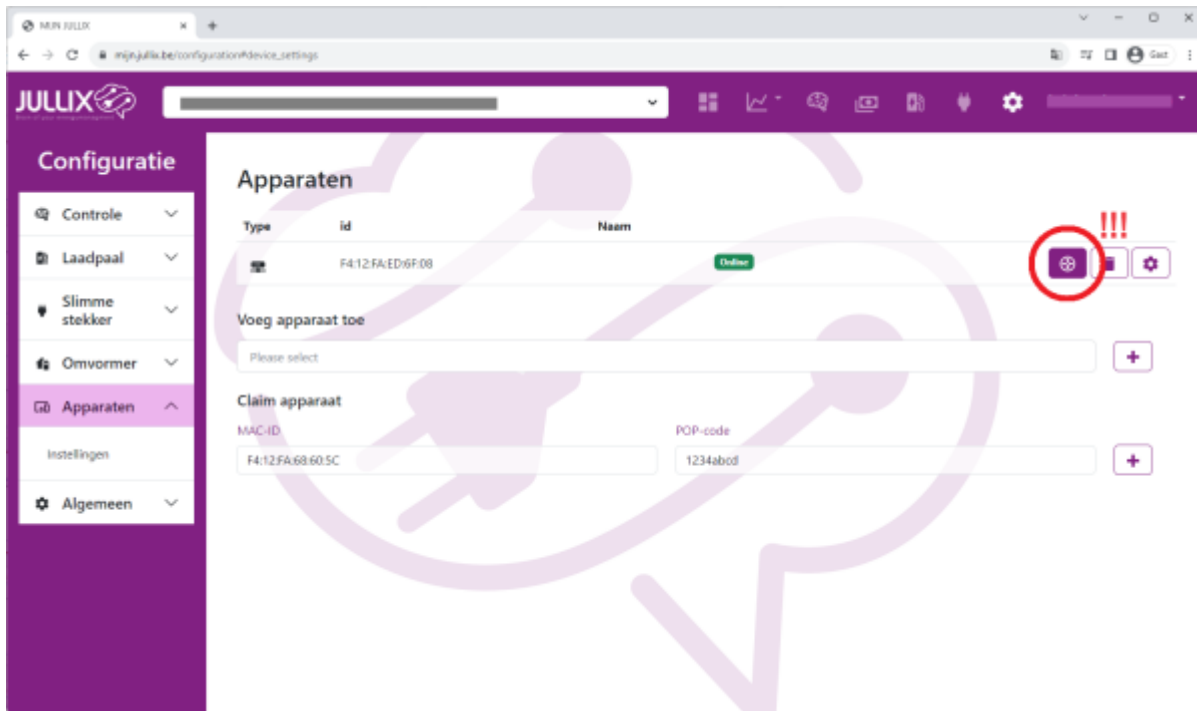 MIJN JULLIX
mijn.jullix.be/configuration#device_settings
Gast
JULLIX
Configuratie
Controle
Laadpaal
Slimme
stekker
Omvormer
Apparaten
Instellingen
Algemeen
Apparaten
Type id Naam
!!!
F4:12:FA:ED:6F:08 Online
Voeg apparaat toe
Please select
+
Claim apparaat
MAC-ID POP-code
F4:12:FA:68:60:5C 1234abcd +